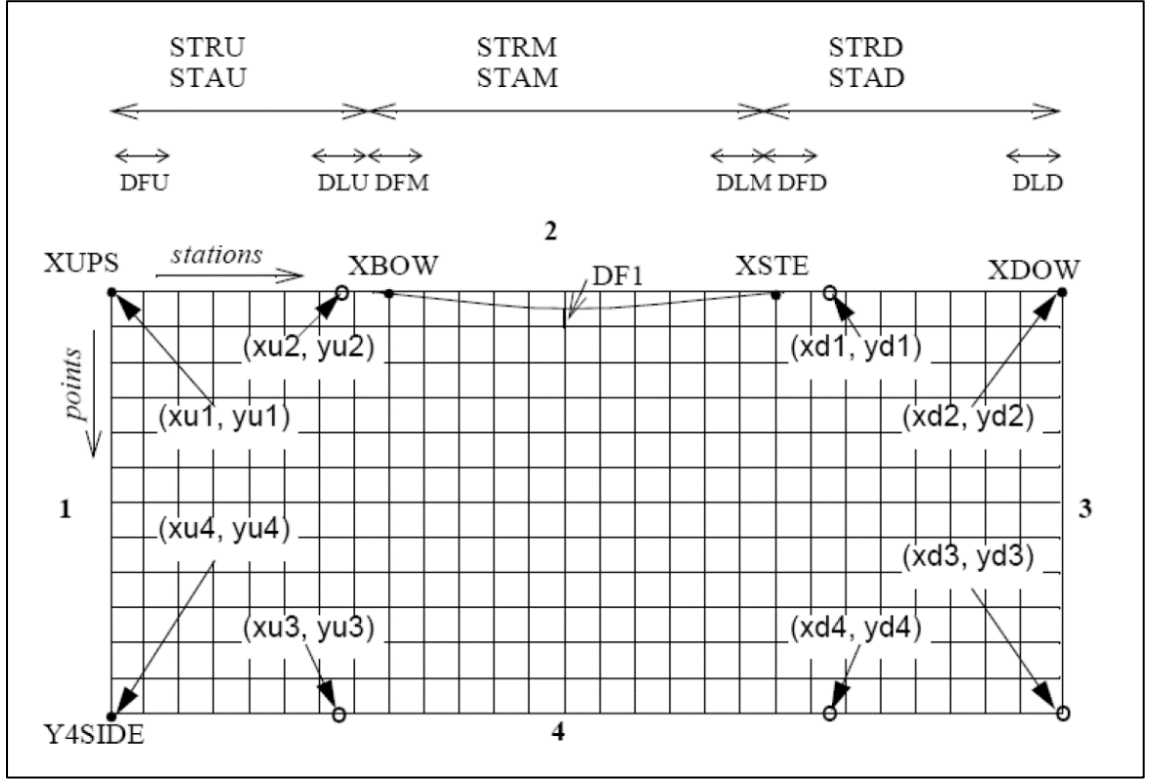 STRU STRM STRD
STAU STAM STAD
DFU DLU DFM DLM DFD DLD
2
XUPS stations XBOW DF1 XSTE XDOW
(xu2, yu2) (xd1, yd1)
points
(xu1, yu1) (xd2, yd2)
1 3
(xu4, yu4) (xd3, yd3)
(xu3, yu3) (xd4, yd4)
Y4SIDE 4